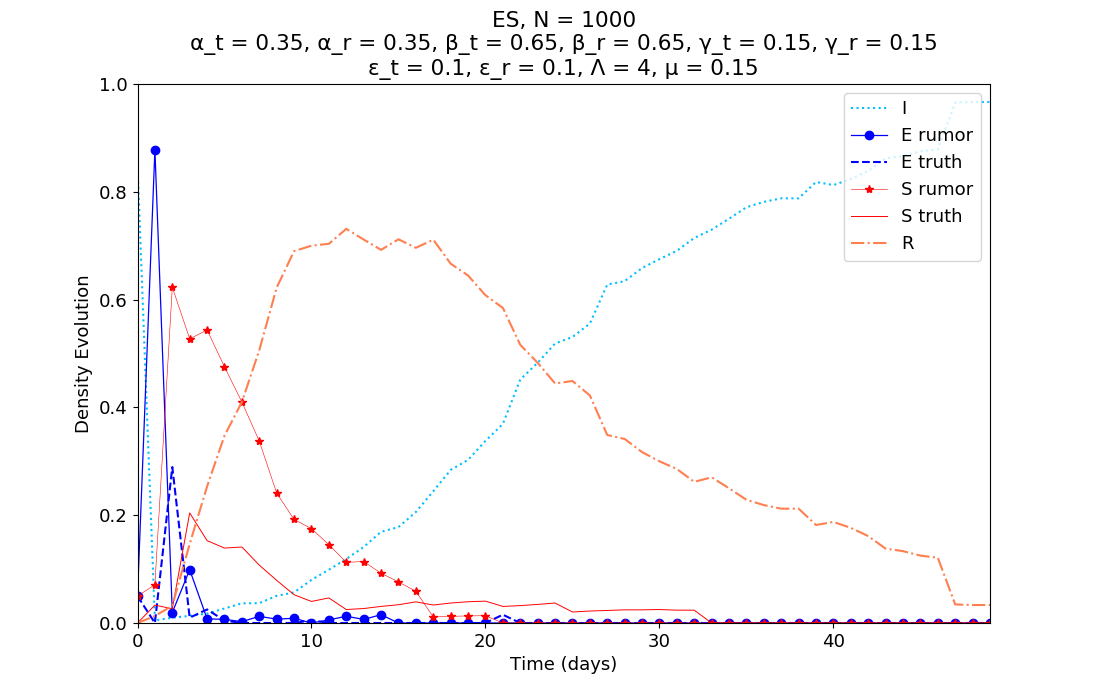 ES, N = 1000
α_t = 0.35, α_r = 0.35, β_t = 0.65, β_r = 0.65, γ_t = 0.15, γ_r = 0.15
ε_t = 0.1, ε_r = 0.1, Λ = 4, μ = 0.15
Density Evolution
1.0
0.8
0.6
0.4
0.2
0.0
I
E rumor
E truth
S rumor
S truth
R
0
10
20
30
40
Time (days)